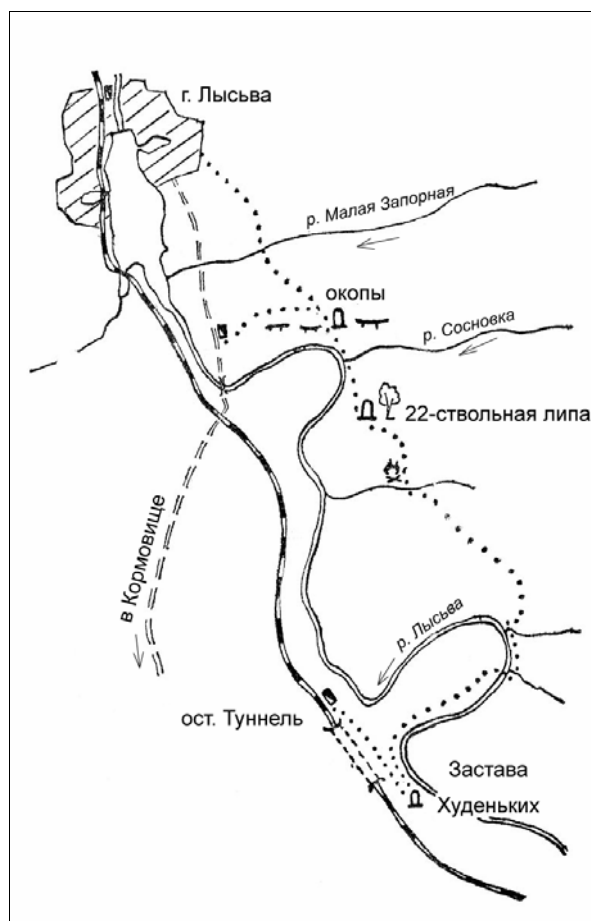 г. Лысьва
р. Малая Запорная
окопы
р. Сосновка
22-ствольная липа
в Кормовище
р. Лысьва
ост. Туннель
Застава
Худеньких